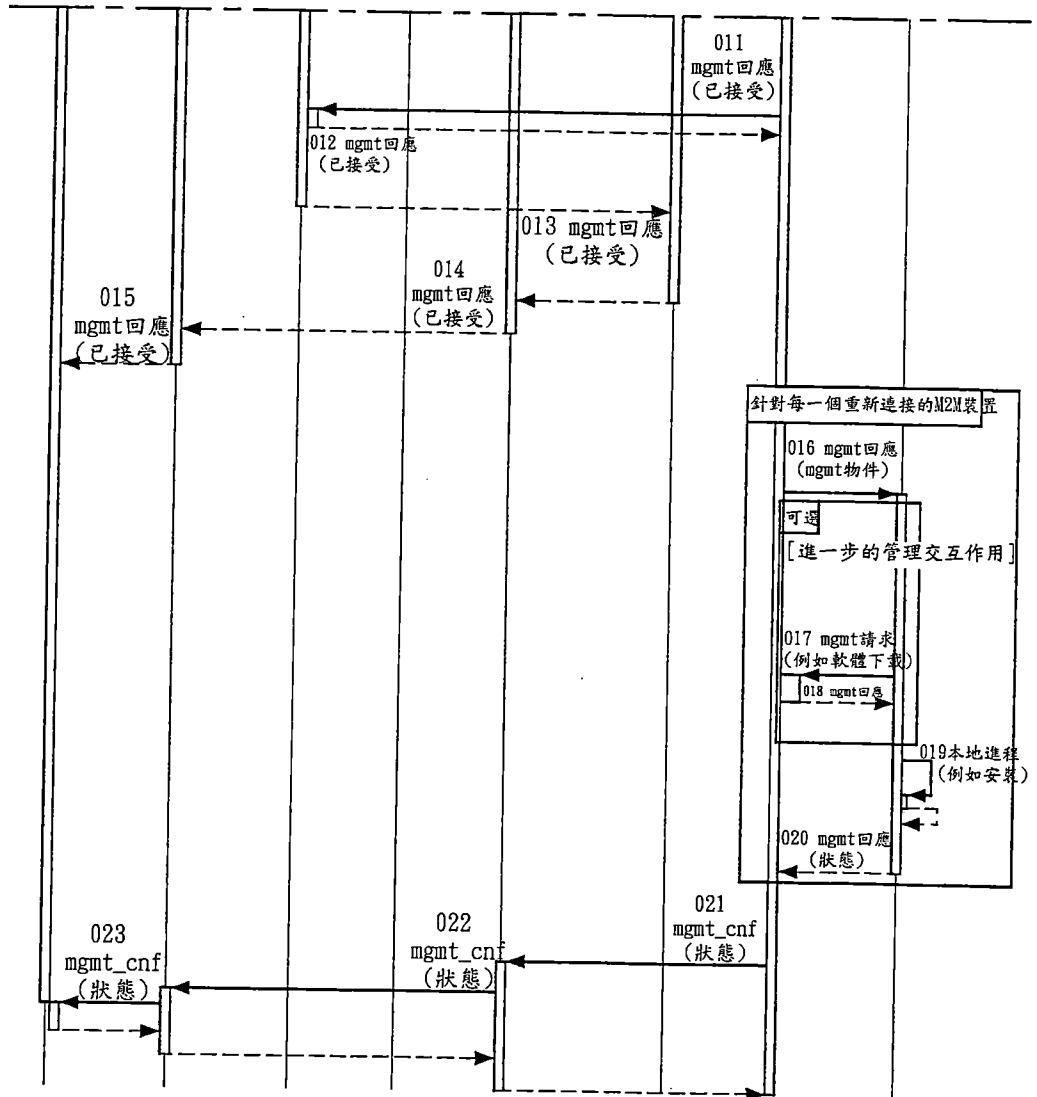 011
mgmt回應
(已接受)
012 mgmt回應
(已接受)
013 mgmt回應
(已接受)
014
mgmt回應
(已接受)
015
mgmt回應
(已接受)
針對每一個重新連接的M2M裝置
016 mgmt回應
(mgmt物件)
可選
[進一步的管理交互作用]
017 mgmt請求
(例如軟體下載)
018 mgmt回應
019本地進程
(例如安裝)
020 mgmt回應
(狀態)
021
mgmt_cnf
(狀態)
022
mgmt_cnf
(狀態)
023
mgmt_cnf
(狀態)